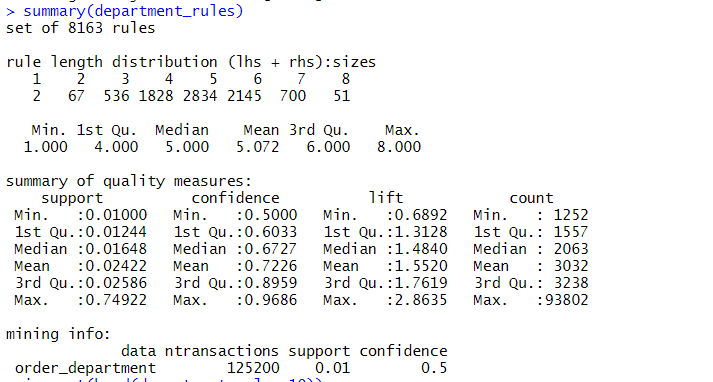 > summary(department_rules)
set of 8163 rules
rule length distribution (lhs + rhs):sizes
1 2 3 4 5 6 7 8
2 67 536 1828 2834 2145 700 51
Min. 1st Qu. Median Mean 3rd Qu. Max.
1.000 4.000 5.000 5.072 6.000 8.000
summary of quality measures:
support confidence lift count
Min. :0.01000 Min. :0.5000 Min. :0.6892 Min. : 1252
1st Qu.:0.01244 1st Qu.:0.6033 1st Qu.:1.3128 1st Qu.: 1557
Median :0.01648 Median :0.6727 Median :1.4840 Median : 2063
Mean :0.02422 Mean :0.7226 Mean :1.5520 Mean : 3032
3rd Qu.:0.02586 3rd Qu.:0.8959 3rd Qu.:1.7619 3rd Qu.: 3238
Max. :0.74922 Max. :0.9686 Max. :2.8635 Max. :93802
mining info:
data ntransactions support confidence
order_department 125200 0.01 0.5